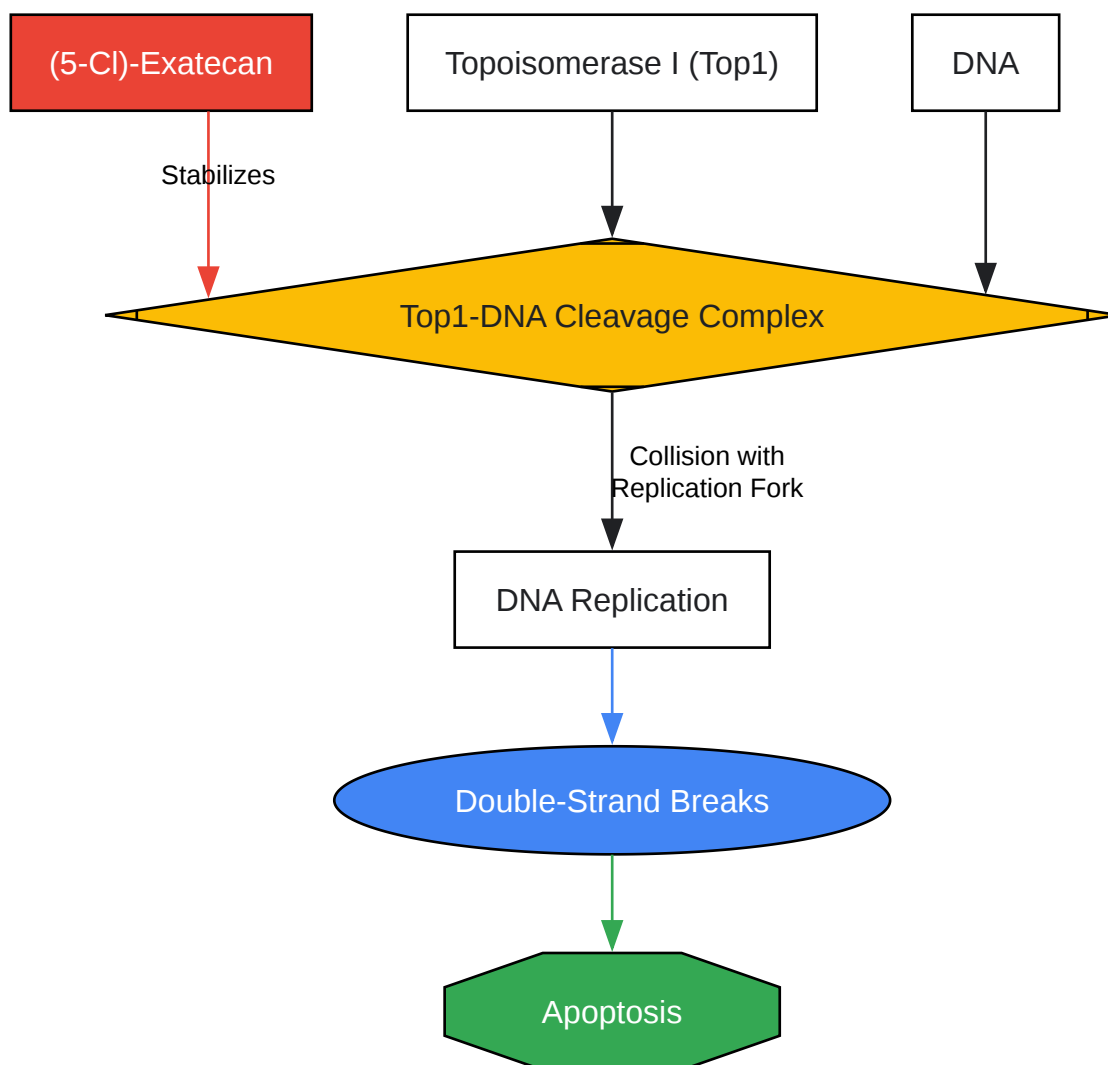 (5-Cl)-Exatecan
Topoisomerase I (Top1)
DNA
Stabilizes
Top1-DNA Cleavage Complex
Collision with
Replication Fork
DNA Replication
Double-Strand Breaks
Apoptosis